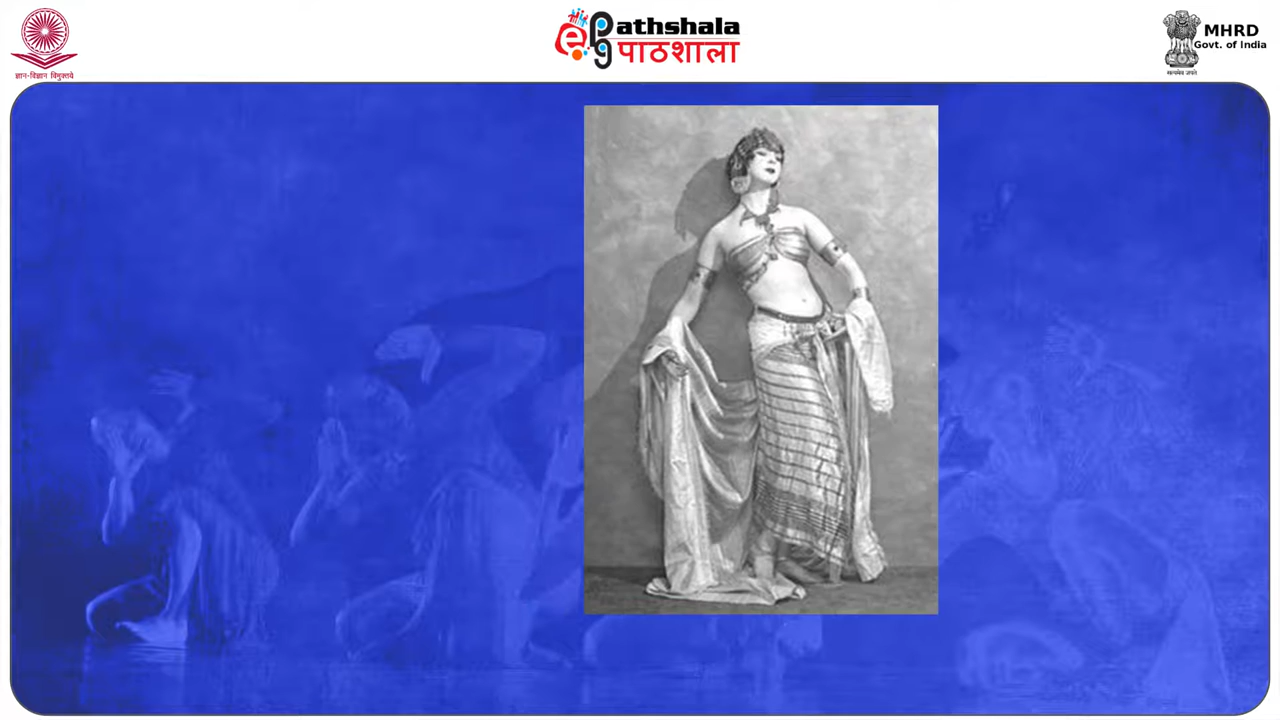 ज्ञान-विज्ञान विमुक्तये
ePathshala
पाठशाला
MHRD
Govt. of India
सत्यमेव जयते